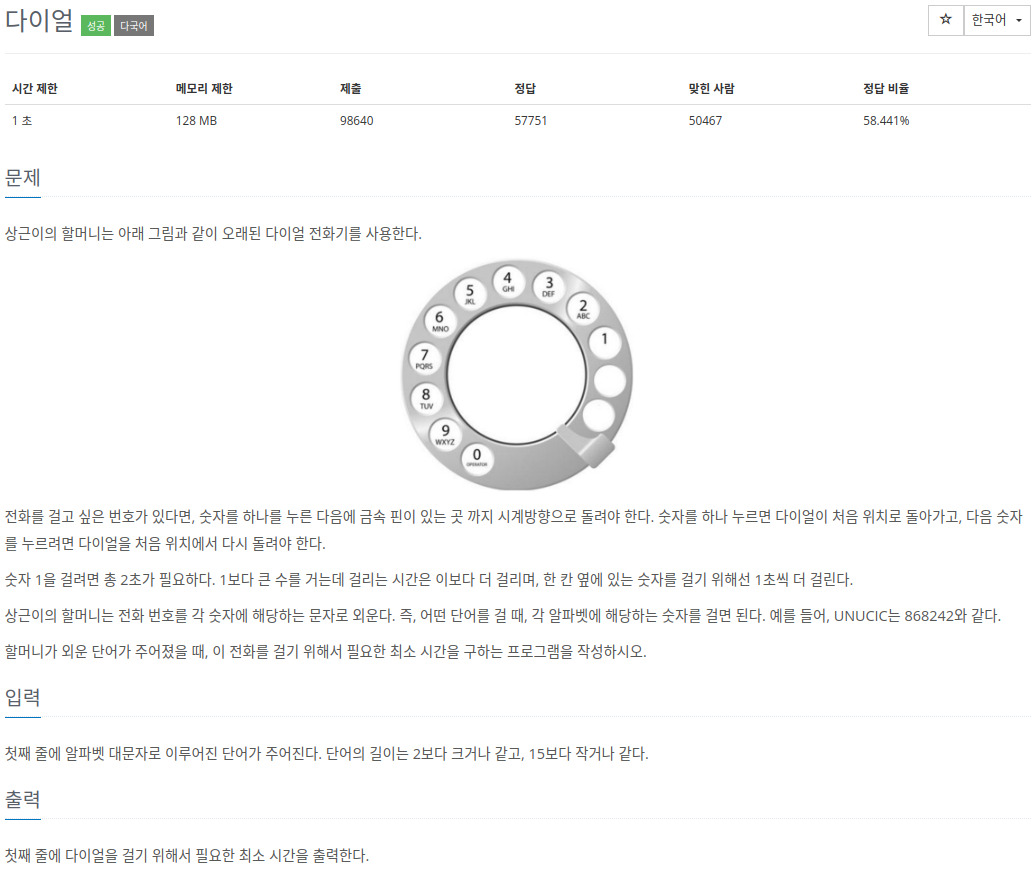 다이얼 성공 다국어
☆ 한국어
시간 제한 메모리 제한 제출 정답 맞힌 사람 정답 비율
1 초 128 MB 98640 57751 50467 58.441%
문제
상근이의 할머니는 아래 그림과 같이 오래된 다이얼 전화기를 사용한다.
4 GHI
3 DEF
5 JKL
2 ABC
6 MNO
1
7 PQRS
8 TUV
9 WXYZ
0 OPERATOR
전화를 걸고 싶은 번호가 있다면, 숫자를 하나를 누른 다음에 금속 핀이 있는 곳 까지 시계방향으로 돌려야 한다. 숫자를 하나 누르면 다이얼이 처음 위치로 돌아가고, 다음 숫자
를 누르려면 다이얼을 처음 위치에서 다시 돌려야 한다.
숫자 1을 걸려면 총 2초가 필요하다. 1보다 큰 수를 거는데 걸리는 시간은 이보다 더 걸리며, 한 칸 옆에 있는 숫자를 걸기 위해선 1초씩 더 걸린다.
상근이의 할머니는 전화 번호를 각 숫자에 해당하는 문자로 외운다. 즉, 어떤 단어를 걸 때, 각 알파벳에 해당하는 숫자를 걸면 된다. 예를 들어, UNUCIC는 868242와 같다.
할머니가 외운 단어가 주어졌을 때, 이 전화를 걸기 위해서 필요한 최소 시간을 구하는 프로그램을 작성하시오.
입력
첫째 줄에 알파벳 대문자로 이루어진 단어가 주어진다. 단어의 길이는 2보다 크거나 같고, 15보다 작거나 같다.
출력
첫째 줄에 다이얼을 걸기 위해서 필요한 최소 시간을 출력한다.